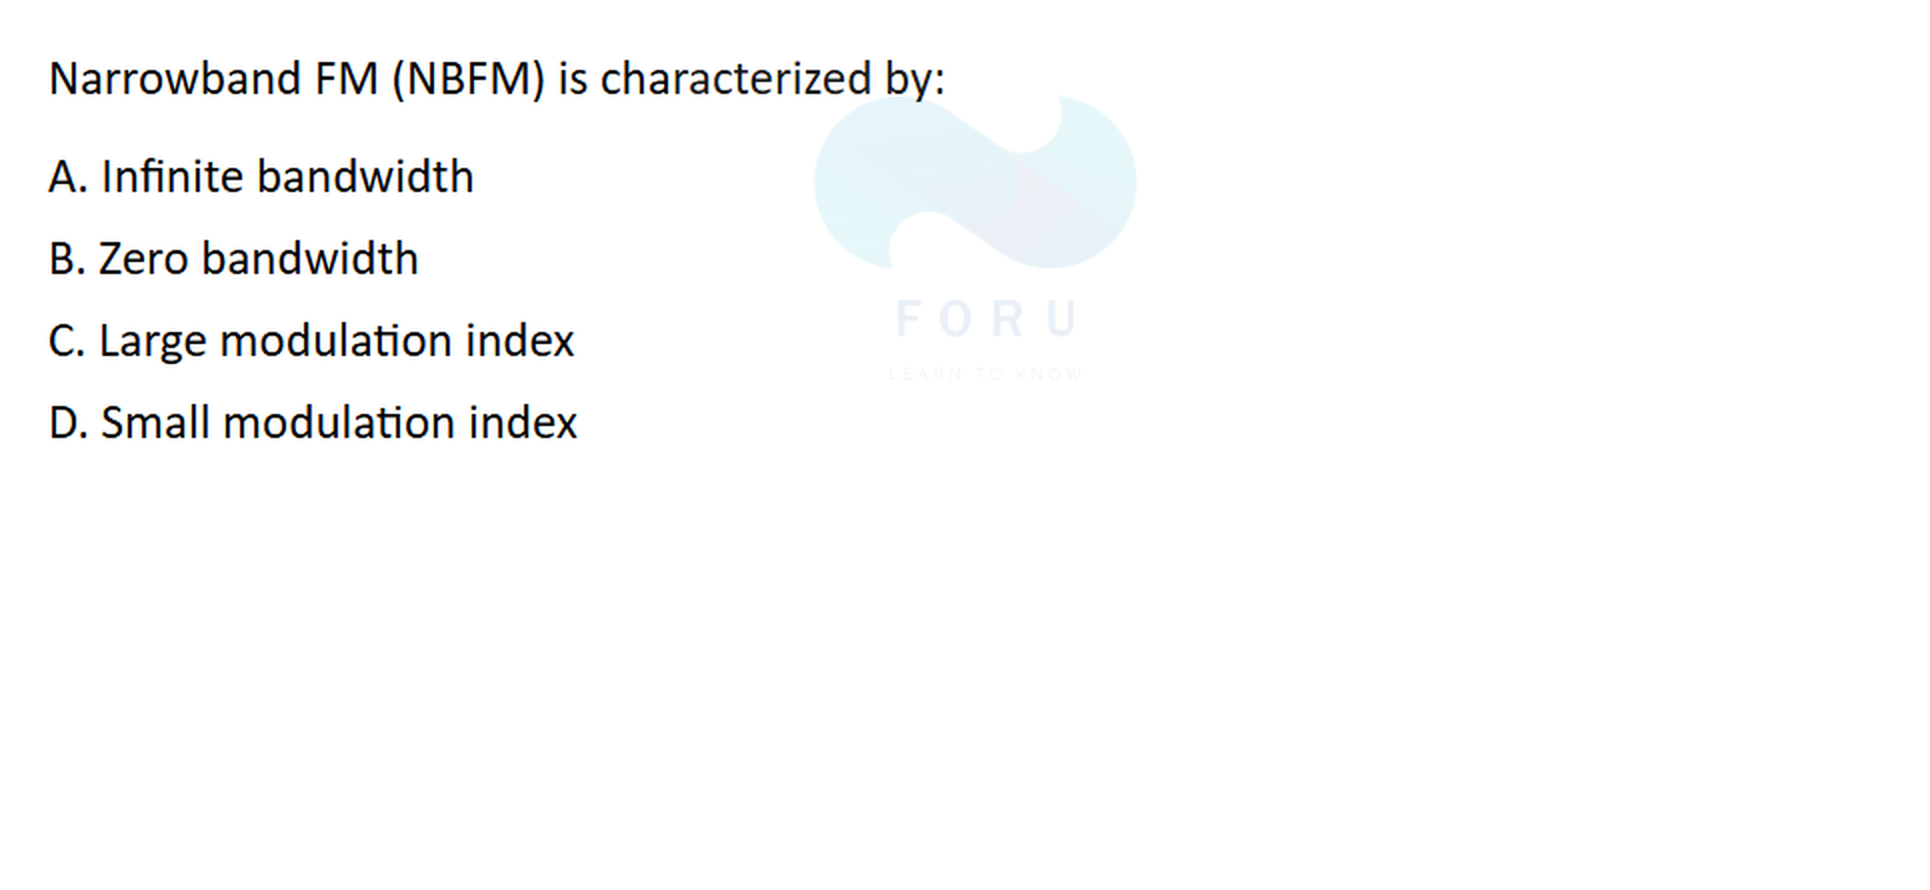 Narrowband FM (NBFM) is characterized by:
A. Infinite bandwidth
B. Zero bandwidth
C. Large modulation index
D. Small modulation index
FORU
LEARN TO KNOW